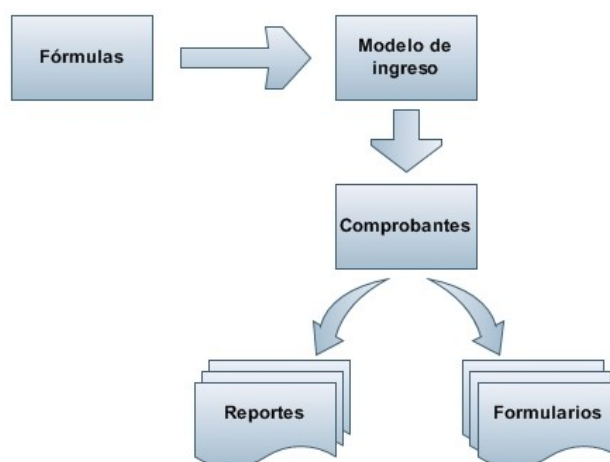 Fórmulas
Modelo de
ingreso
Comprobantes
Reportes
Formularios